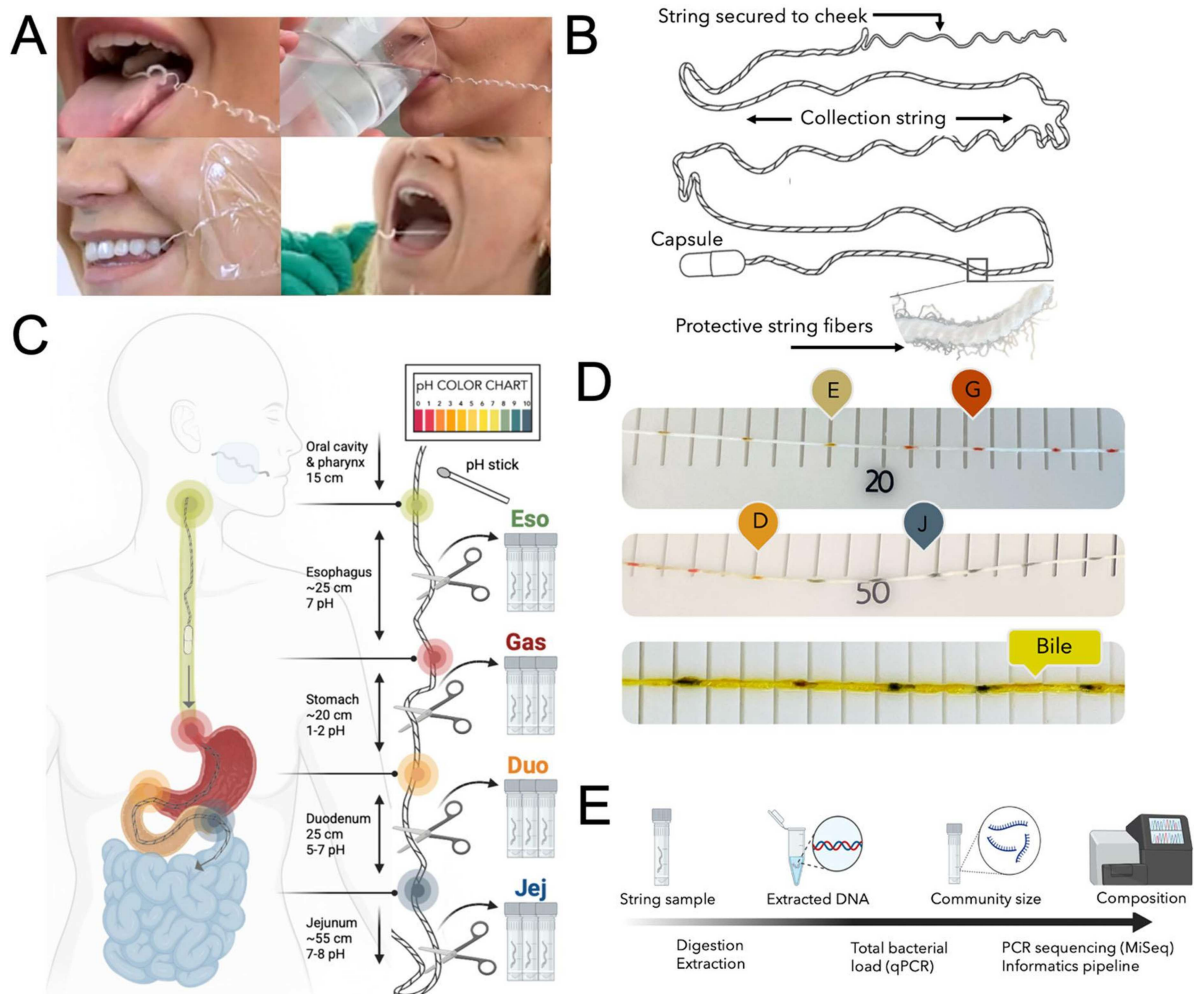 A
B
String secured to cheek
Collection string
Capsule
Protective string fibers
C
pH COLOR CHART
0 1 2 3 4 5 6 7 8 9 10
pH stick
Oral cavity
& pharynx
15 cm
Eso
Esophagus
~25 cm
7 pH
Gas
Stomach
~20 cm
1-2 pH
Duo
Duodenum
25 cm
5-7 pH
Jej
Jejunum
~55 cm
7-8 pH
D
E
G
20
D
J
50
Bile
E
String sample
Extracted DNA
Community size
Composition
Digestion
Extraction
Total bacterial
load (qPCR)
PCR sequencing (MiSeq)
Informatics pipeline